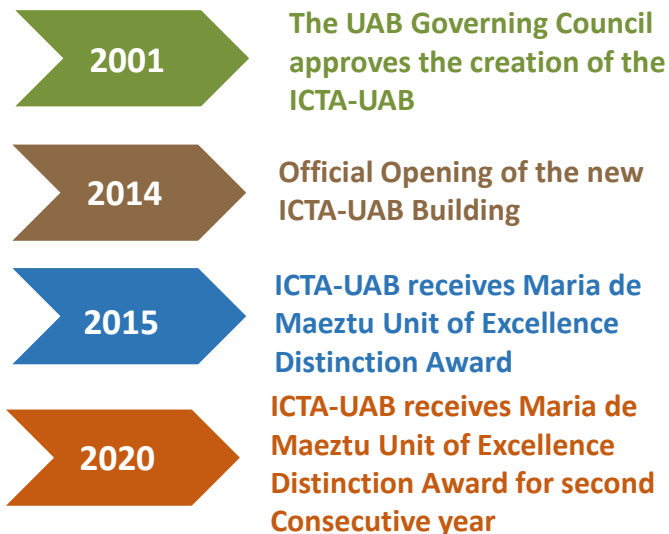 2001
The UAB Governing Council
approves the creation of the
ICTA-UAB
2014
Official Opening of the new
ICTA-UAB Building
2015
ICTA-UAB receives Maria de
Maeztu Unit of Excellence
Distinction Award
2020
ICTA-UAB receives Maria de
Maeztu Unit of Excellence
Distinction Award for second
Consecutive year